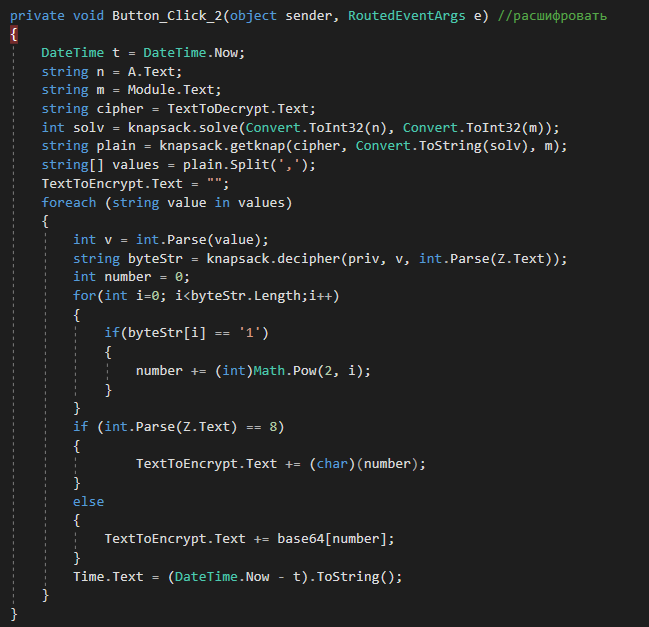 private void Button_Click_2(object sender, RoutedEventArgs e) //расшифровать
{
DateTime t = DateTime.Now;
string n = A.Text;
string m = Module.Text;
string cipher = TextToDecrypt.Text;
int solv = knapsack.solve(Convert.ToInt32(n), Convert.ToInt32(m));
string plain = knapsack.getknap(cipher, Convert.ToString(solv), m);
string[] values = plain.Split(',');
TextToEncrypt.Text = "";
foreach (string value in values)
{
int v = int.Parse(value);
string byteStr = knapsack.decipher(priv, v, int.Parse(Z.Text));
int number = 0;
for(int i=0; i<byteStr.Length;i++)
{
if(byteStr[i] == '1')
{
number += (int)Math.Pow(2, i);
}
}
if (int.Parse(Z.Text) == 8)
{
TextToEncrypt.Text += (char)(number);
}
else
{
TextToEncrypt.Text += base64[number];
}
Time.Text = (DateTime.Now - t).ToString();
}
}